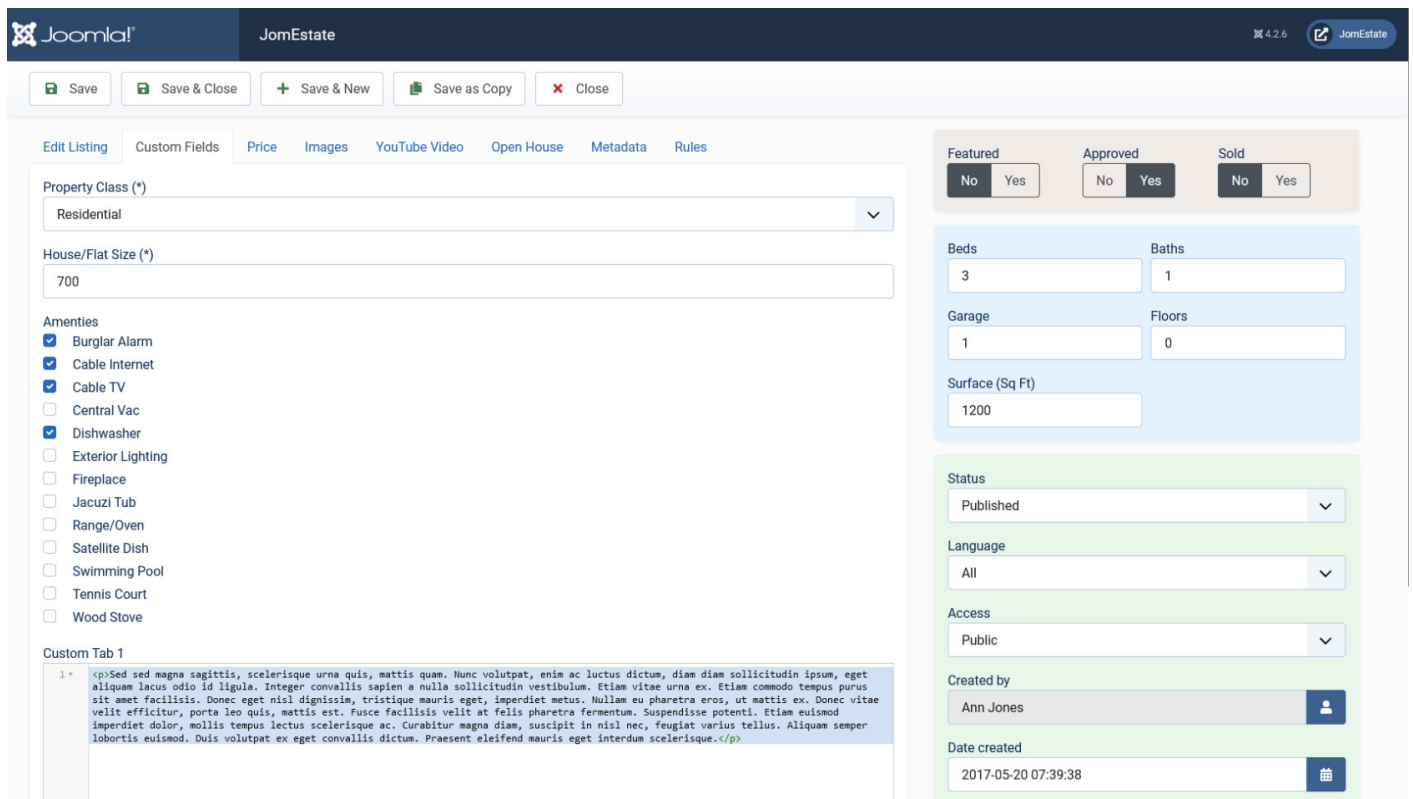 Joomla!
JomEstate
4.2.6
JomEstate
Save
Save & Close
Save & New
Save as Copy
Close
Edit Listing
Custom Fields
Price
Images
YouTube Video
Open House
Metadata
Rules
Property Class (*)
Residential
House/Flat Size (*)
700
Amenties
Burglar Alarm
Cable Internet
Cable TV
Central Vac
Dishwasher
Exterior Lighting
Fireplace
Jacuzi Tub
Range/Oven
Satellite Dish
Swimming Pool
Tennis Court
Wood Stove
Custom Tab 1
1 <p>Sed sed magna sagittis, scelerisque urna quis, mattis quam. Nunc volutpat, enim ac luctus dictum, diam diam sollicitudin ipsum, eget
aliquam lacus odio id ligula. Integer convallis sapien a nulla sollicitudin vestibulum. Etiam vitae urna ex. Etiam commodo tempus purus
sit amet facilisis. Donec eget nisl dignissim, tristique mauris eget, imperdiet metus. Nullam eu pharetra eros, ut mattis ex. Donec vitae
velit efficitur, porta leo quis, mattis est. Fusce facilisis velit at felis pharetra fermentum. Suspendisse potenti. Etiam euismod
imperdiet dolor, mollis tempus lectus scelerisque ac. Curabitur magna diam, suscipit in nisl nec, feugiat varius tellus. Aliquam semper
lobortis euismod. Duis volutpat ex eget convallis dictum. Praesent eleifend mauris eget interdum scelerisque.</p>
Featured
No Yes
Approved
No Yes
Sold
No Yes
Beds
3
Baths
1
Garage
1
Floors
0
Surface (Sq Ft)
1200
Status
Published
Language
All
Access
Public
Created by
Ann Jones
Date created
2017-05-20 07:39:38